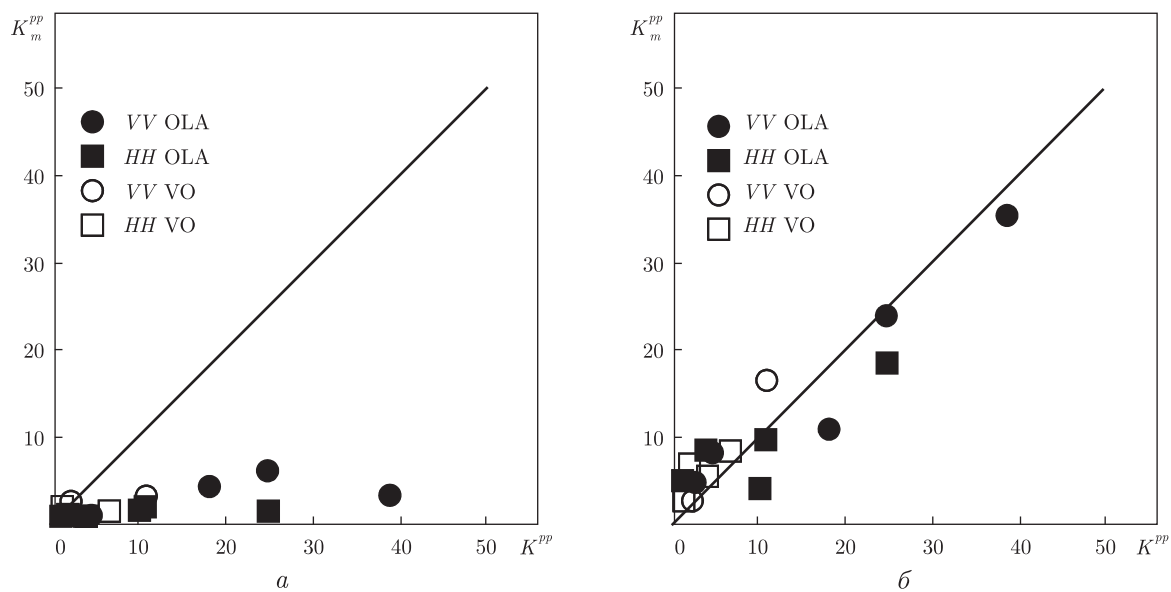 K_m^{pp}
50
VV OLA
HH OLA
40
VV VO
HH VO
30
20
10
0 10 20 30 40 50 K^{pp}
а
K_m^{pp}
50
VV OLA
HH OLA
40
VV VO
HH VO
30
20
10
0 10 20 30 40 50 K^{pp}
б